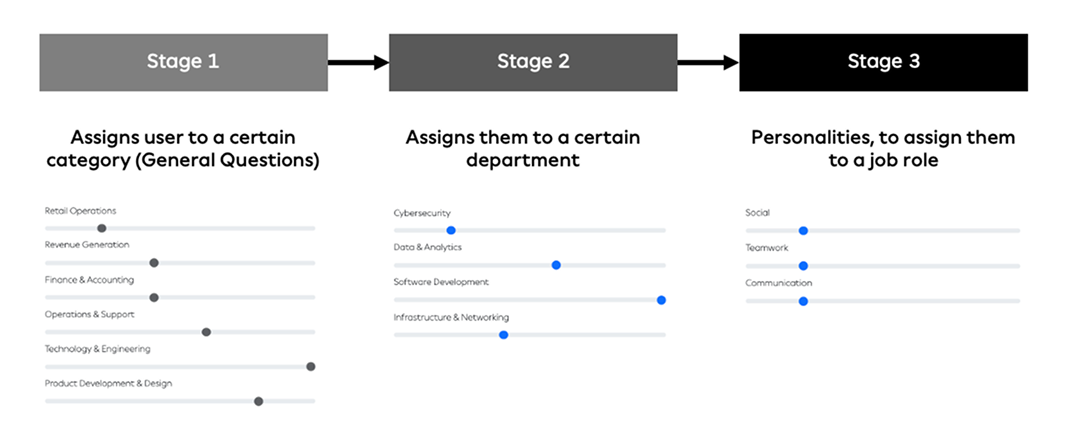 Stage 1
Stage 2
Stage 3
Assigns user to a certain
category (General Questions)
Assigns them to a certain
department
Personalities, to assign them
to a job role
Retail Operations
Revenue Generation
Finance & Accounting
Operations & Support
Technology & Engineering
Product Development & Design
Cybersecurity
Data & Analytics
Software Development
Infrastructure & Networking
Social
Teamwork
Communication